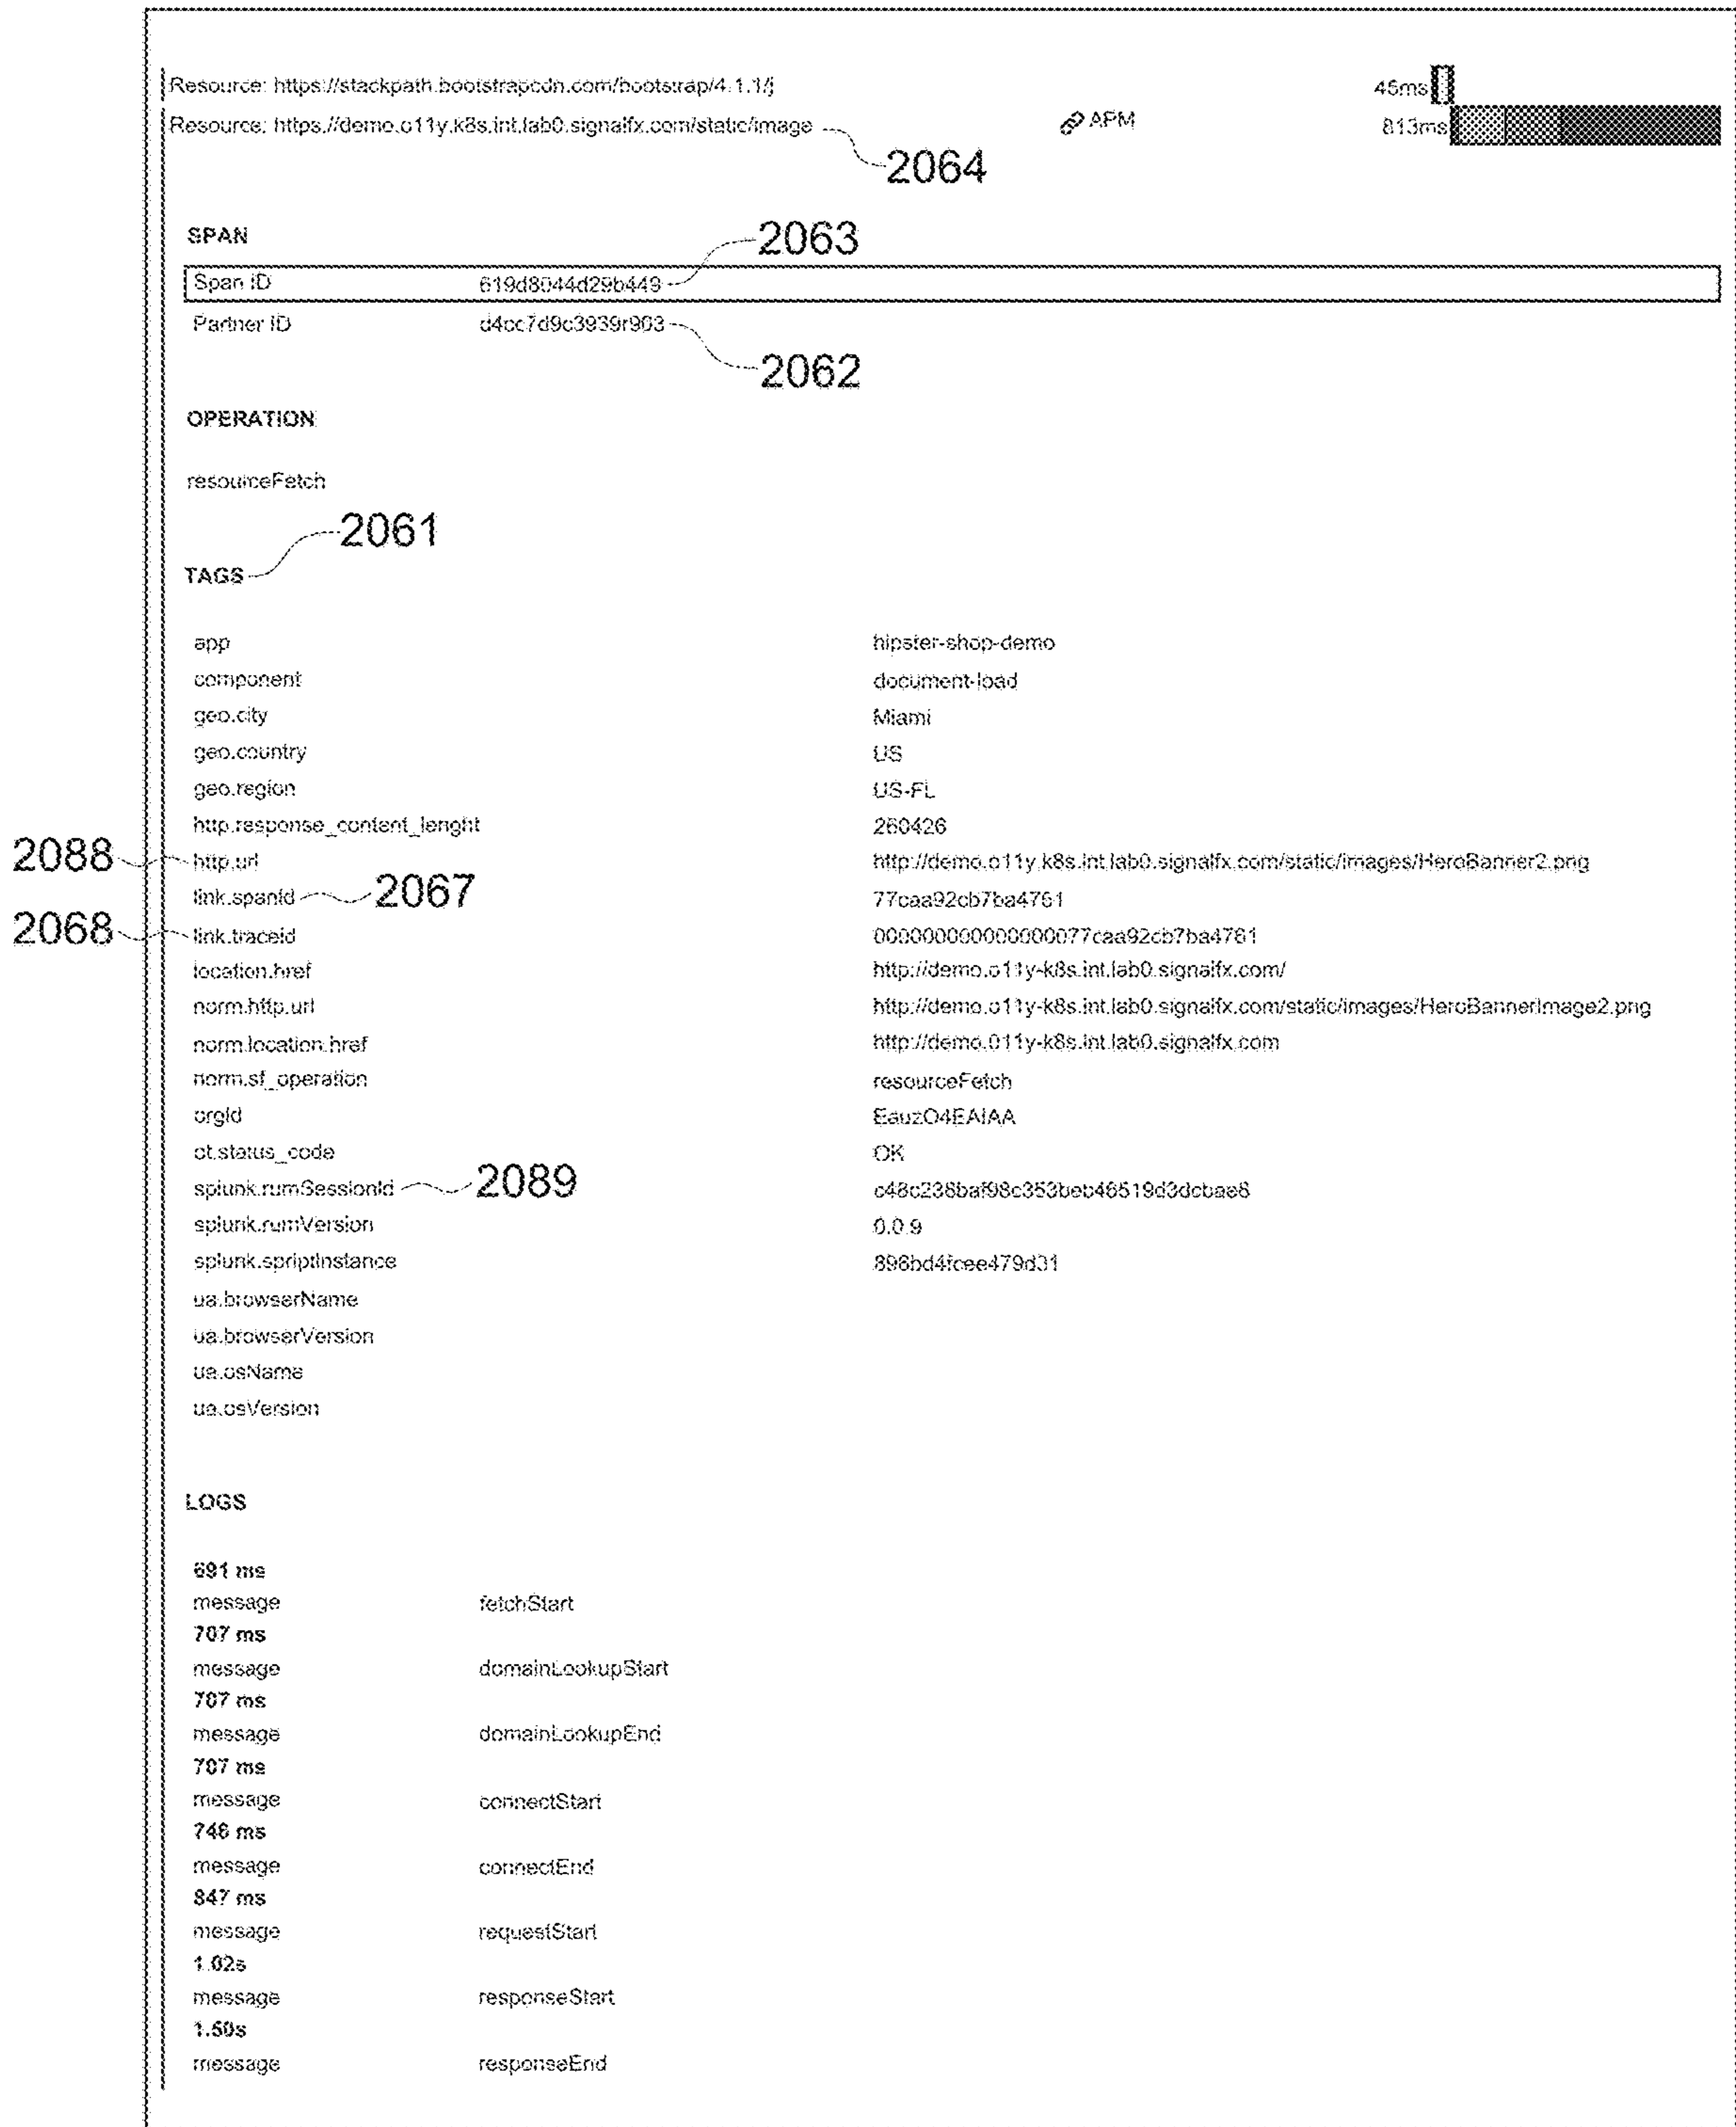 Resource: https://stackpath.bootstrapcdn.com/bootstrap/4.1.1/j 45ms
Resource: https://demo.o11y.k8s.int.lab0.signalfx.com/static/image APM 813ms
2064
SPAN
2063
Span ID 619d8044d29b449
Partner ID d4cc7d9c3939r903
2062
OPERATION
resourceFetch
2061
TAGS
app hipster-shop-demo
component document-load
geo.city Miami
geo.country US
geo.region US-FL
http.response_content_lenght 260426
2088 http.url http://demo.o11y.k8s.int.lab0.signalfx.com/static/images/HeroBanner2.png
link.spanId 2067 77caa92cb7ba4761
2068 link.traceid 000000000000000077caa92cb7ba4761
location.href http://demo.o11y-k8s.int.lab0.signalfx.com/
norm.http.url http://demo.o11y-k8s.int.lab0.signalfx.com/static/images/HeroBannerImage2.png
norm.location.href http://demo.011y-k8s.int.lab0.signalfx.com
norm.sf_operation resourceFetch
orgId EauzO4EAIAA
ot.status_code OK
splunk.rumSessionId 2089 c48c236baf98c353beb46519d3dcbae6
splunk.rumVersion 0.0.9
splunk.spriptInstance 896bd4fcee479d31
ua.browserName
ua.browserVersion
ua.osName
ua.osVersion
LOGS
691 ms
message fetchStart
707 ms
message domainLookupStart
707 ms
message domainLookupEnd
707 ms
message connectStart
746 ms
message connectEnd
847 ms
message requestStart
1.02s
message responseStart
1.50s
message responseEnd